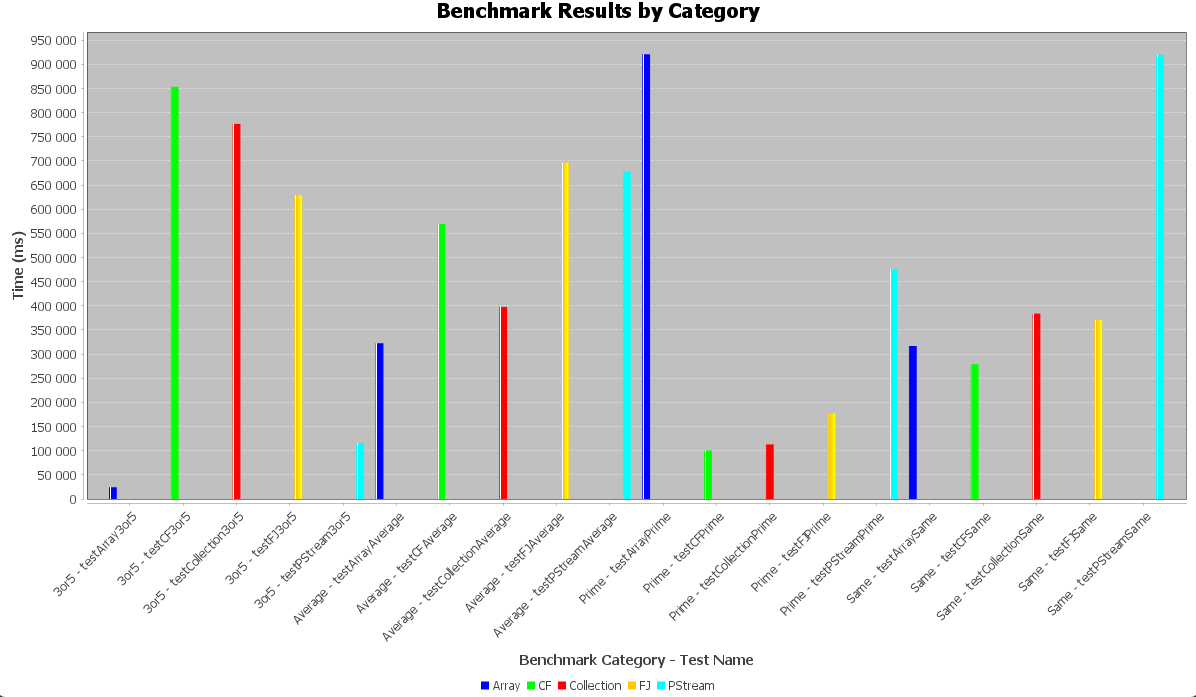 Benchmark Results by Category
Time (ms)
950 000
900 000
850 000
800 000
750 000
700 000
650 000
600 000
550 000
500 000
450 000
400 000
350 000
300 000
250 000
200 000
150 000
100 000
50 000
0
3or5 - testArray3or5
3or5 - testCF3or5
3or5 - testCollection3or5
3or5 - testFJ3or5
3or5 - testPStream3or5
Average - testArrayAverage
Average - testCFAverage
Average - testCollectionAverage
Average - testFJAverage
Average - testPStreamAverage
Prime - testArrayPrime
Prime - testCFPrime
Prime - testCollectionPrime
Prime - testFJPrime
Prime - testPStreamPrime
Same - testArraySame
Same - testCFSame
Same - testCollectionSame
Same - testFJSame
Same - testPStreamSame
Benchmark Category - Test Name
Array CF Collection FJ PStream